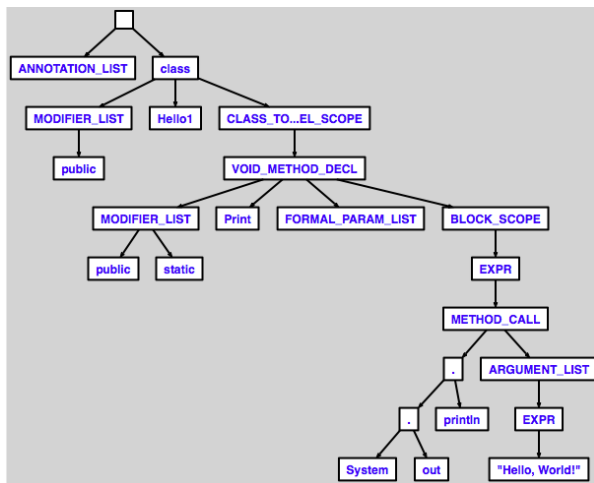 ANNOTATION_LIST class
MODIFIER_LIST Hello1 CLASS_TO...EL_SCOPE
public VOID_METHOD_DECL
MODIFIER_LIST Print FORMAL_PARAM_LIST BLOCK_SCOPE
public static EXPR
METHOD_CALL
. ARGUMENT_LIST
. println EXPR
System out "Hello, World!"